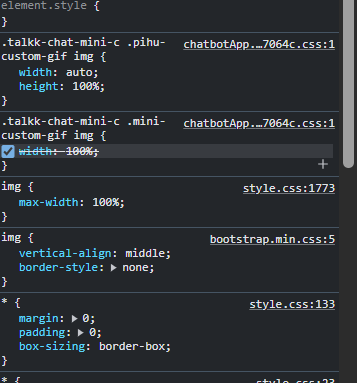 element.style {
}
.talkk-chat-mini-c .pihu- chatbotApp.…7064c.css:1
custom-gif img {
width: auto;
height: 100%;
}
.talkk-chat-mini-c .mini- chatbotApp.…7064c.css:1
custom-gif img {
width: 100%;
}
img { style.css:1773
max-width: 100%;
}
img { bootstrap.min.css:5
vertical-align: middle;
border-style: ▶ none;
}
* { style.css:133
margin: ▶ 0;
padding: ▶ 0;
box-sizing: border-box;
}
* { style.css:23